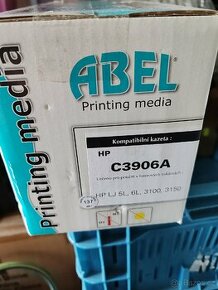 ABEL
Printing media
Printing media
Kompatibilní kazeta :
HP
C3906A
HP LJ 5L, 6L, 3100, 3150